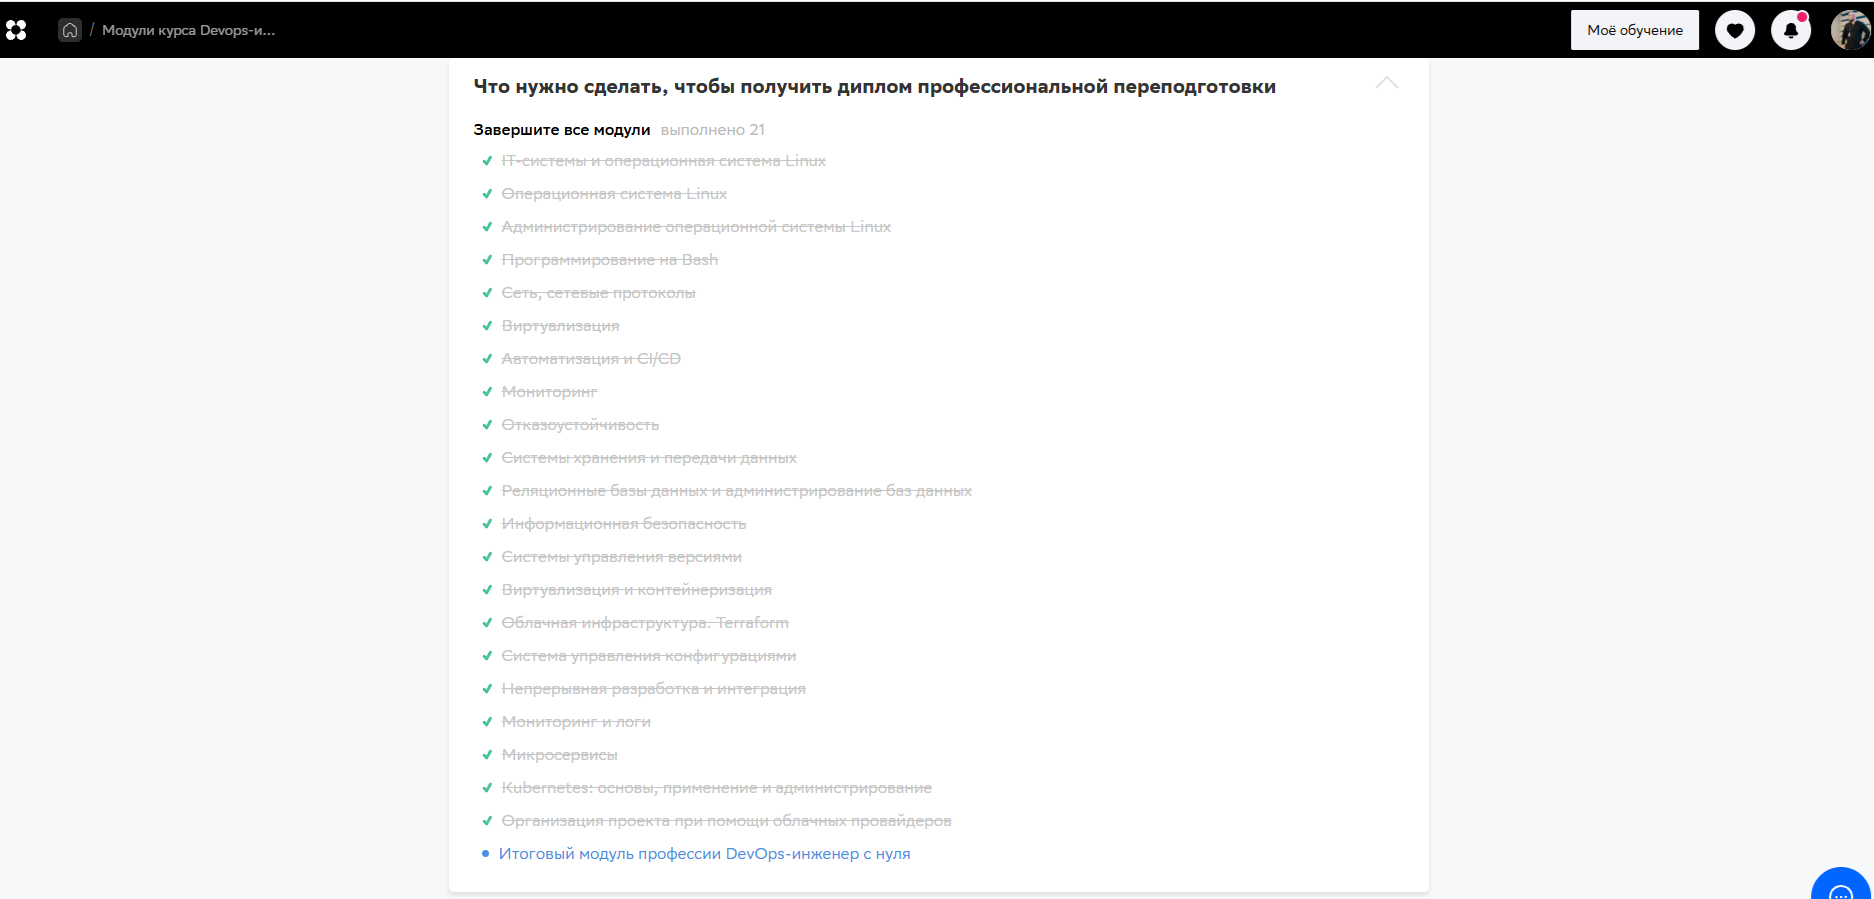 / Модули курса Devops-и...
Моё обучение
Что нужно сделать, чтобы получить диплом профессиональной переподготовки
Завершите все модули выполнено 21
IT-системы и операционная система Linux
Операционная система Linux
Администрирование операционной системы Linux
Программирование на Bash
Сеть, сетевые протоколы
Виртуализация
Автоматизация и CI/CD
Мониторинг
Отказоустойчивость
Системы хранения и передачи данных
Реляционные базы данных и администрирование баз данных
Информационная безопасность
Системы управления версиями
Виртуализация и контейнеризация
Облачная инфраструктура. Terraform
Система управления конфигурациями
Непрерывная разработка и интеграция
Мониторинг и логи
Микросервисы
Kubernetes: основы, применение и администрирование
Организация проекта при помощи облачных провайдеров
Итоговый модуль профессии DevOps-инженер с нуля